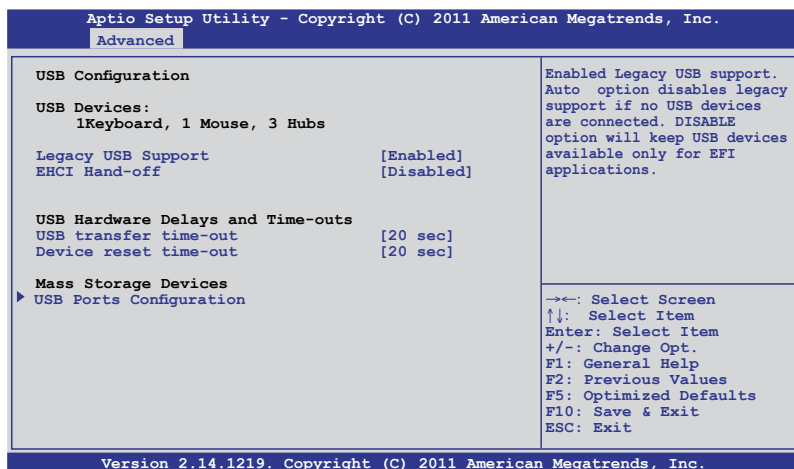 Aptio Setup Utility - Copyright (C) 2011 American Megatrends, Inc.
Advanced
USB Configuration
USB Devices:
1Keyboard, 1 Mouse, 3 Hubs
Legacy USB Support [Enabled]
EHCI Hand-off [Disabled]
USB Hardware Delays and Time-outs
USB transfer time-out [20 sec]
Device reset time-out [20 sec]
Mass Storage Devices
USB Ports Configuration
Enabled Legacy USB support.
Auto option disables legacy
support if no USB devices
are connected. DISABLE
option will keep USB devices
available only for EFI
applications.
→←: Select Screen
↑↓: Select Item
Enter: Select Item
+/-: Change Opt.
F1: General Help
F2: Previous Values
F5: Optimized Defaults
F10: Save & Exit
ESC: Exit
Version 2.14.1219. Copyright (C) 2011 American Megatrends, Inc.